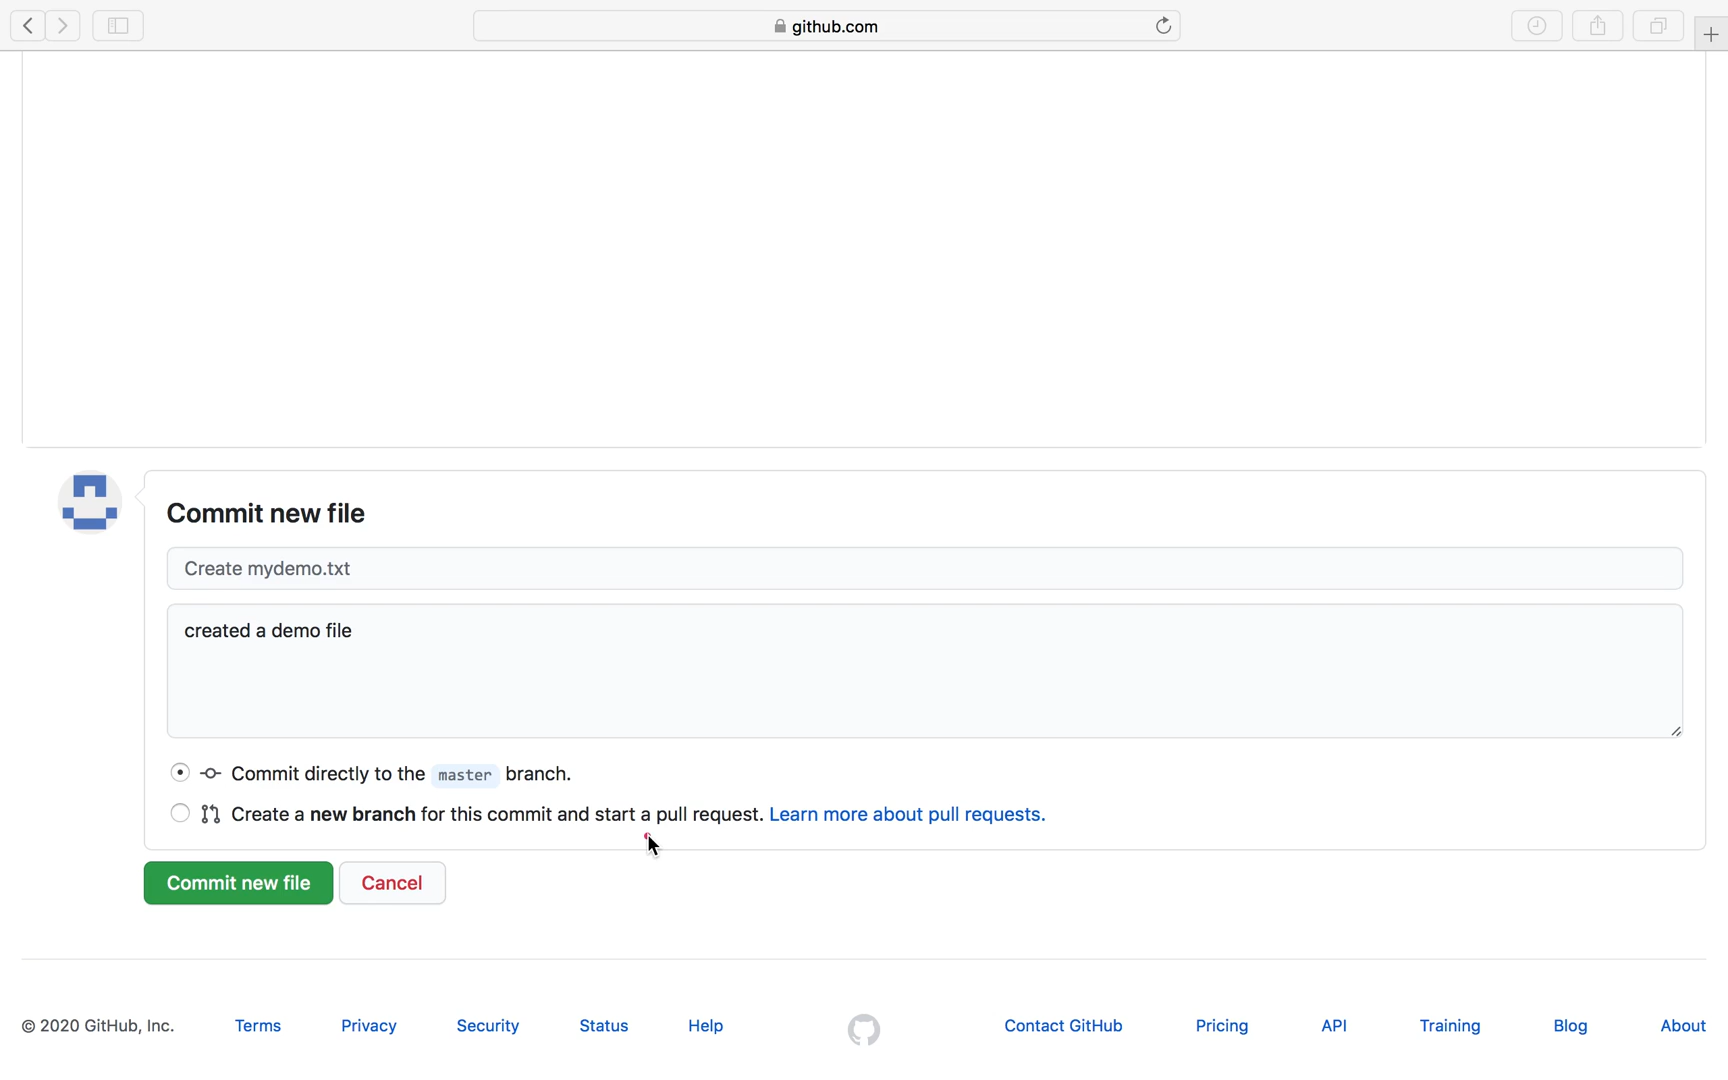 github.com
Commit new file
Create mydemo.txt
created a demo file
Commit directly to the master branch.
Create a new branch for this commit and start a pull request. Learn more about pull requests.
Commit new file Cancel
© 2020 GitHub, Inc. Terms Privacy Security Status Help Contact GitHub Pricing API Training Blog About